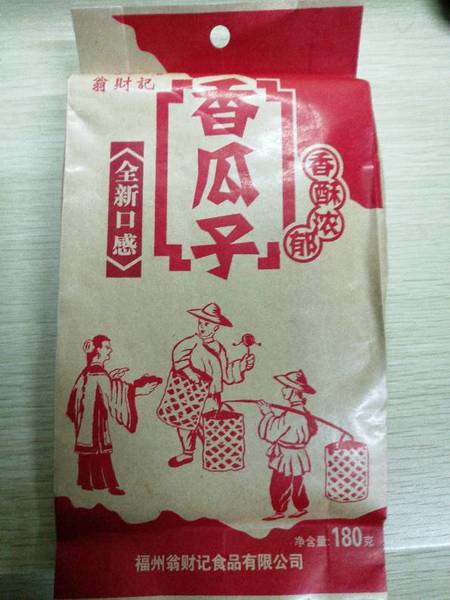 翁财記
香瓜子
全新口感
香酥浓郁
净含量:180克
福州翁财记食品有限公司